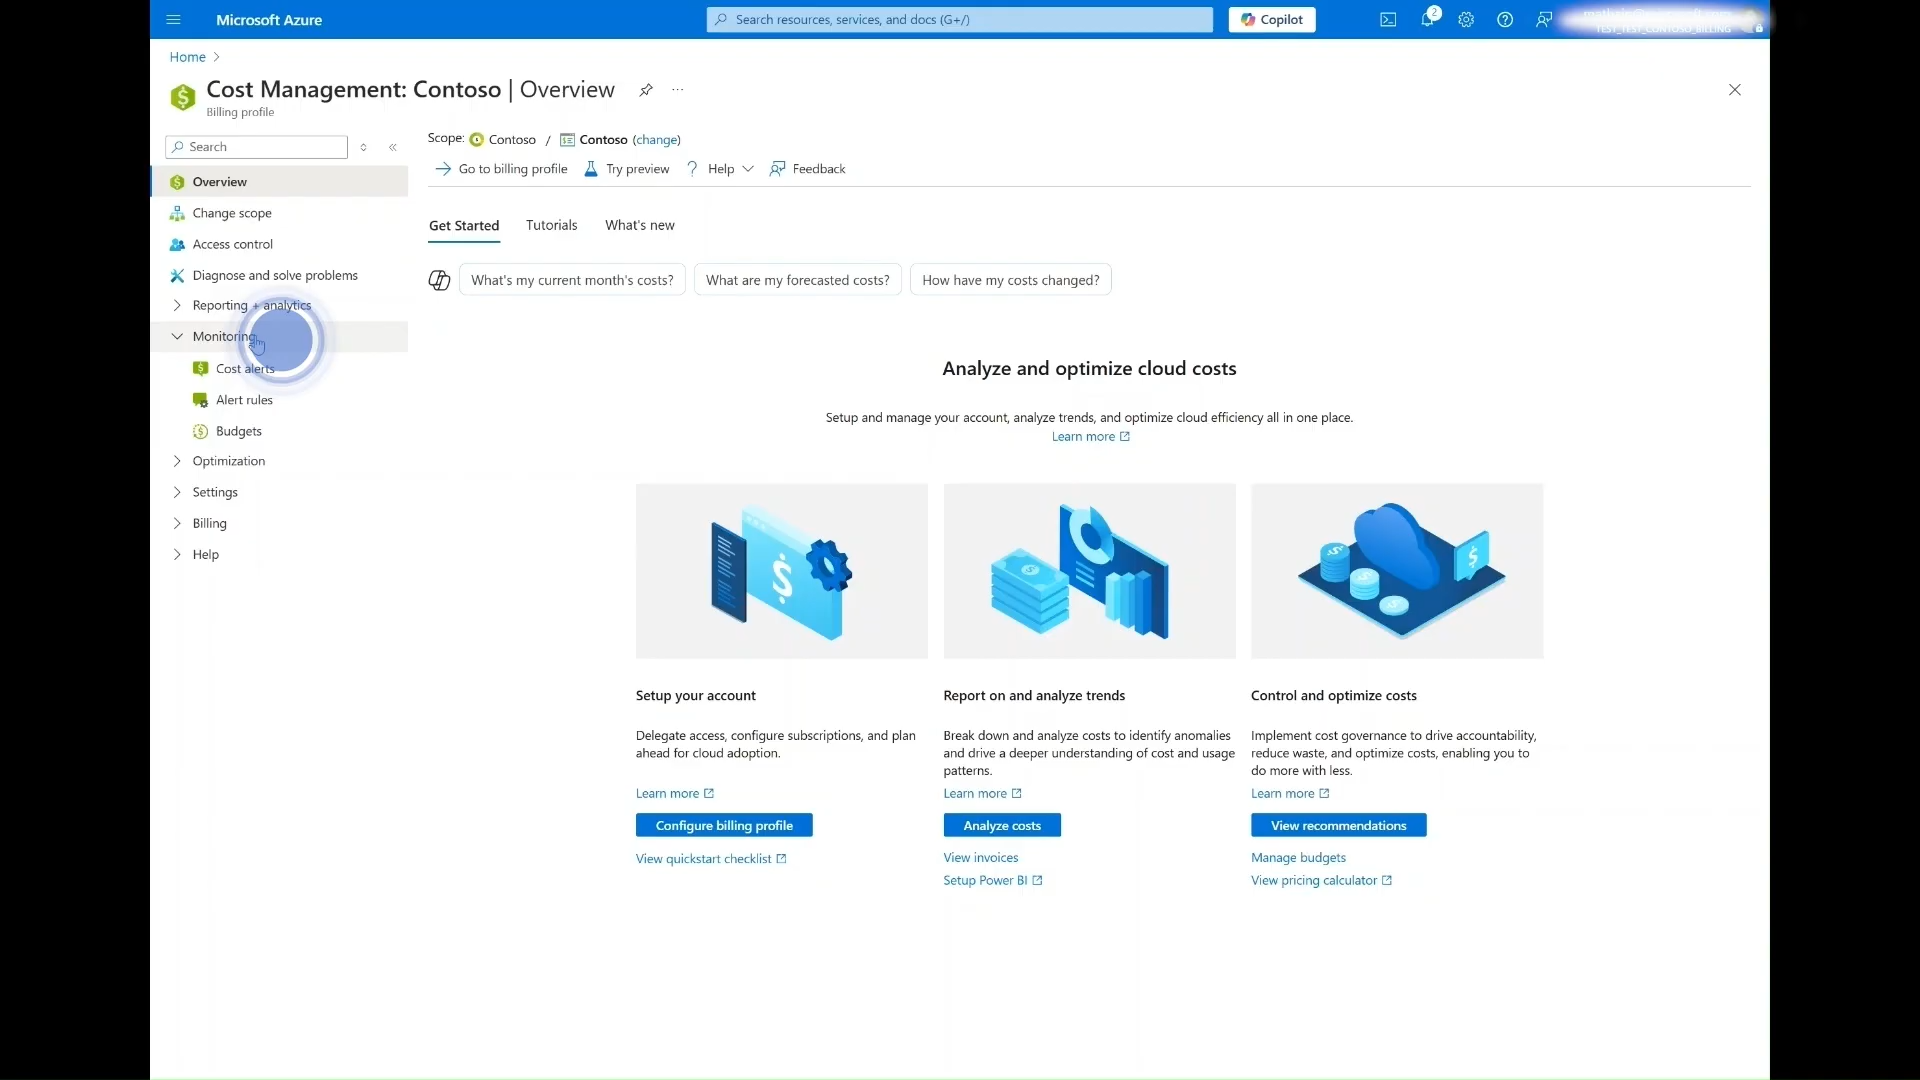 Microsoft Azure
Search resources, services, and docs (G+/)
Copilot
2
Home
Cost Management: Contoso | Overview
Billing profile
Search
Scope: Contoso / Contoso (change)
Go to billing profile
Try preview
Help
Feedback
Overview
Change scope
Access control
Diagnose and solve problems
Reporting + analytics
Monitoring
Cost alerts
Alert rules
Budgets
Optimization
Settings
Billing
Help
Get Started
Tutorials
What's new
What's my current month's costs?
What are my forecasted costs?
How have my costs changed?
Analyze and optimize cloud costs
Setup and manage your account, analyze trends, and optimize cloud efficiency all in one place.
Learn more
Setup your account
Delegate access, configure subscriptions, and plan
ahead for cloud adoption.
Learn more
Configure billing profile
View quickstart checklist
Report on and analyze trends
Break down and analyze costs to identify anomalies
and drive a deeper understanding of cost and usage
patterns.
Learn more
Analyze costs
View invoices
Setup Power BI
Control and optimize costs
Implement cost governance to drive accountability,
reduce waste, and optimize costs, enabling you to
do more with less.
Learn more
View recommendations
Manage budgets
View pricing calculator